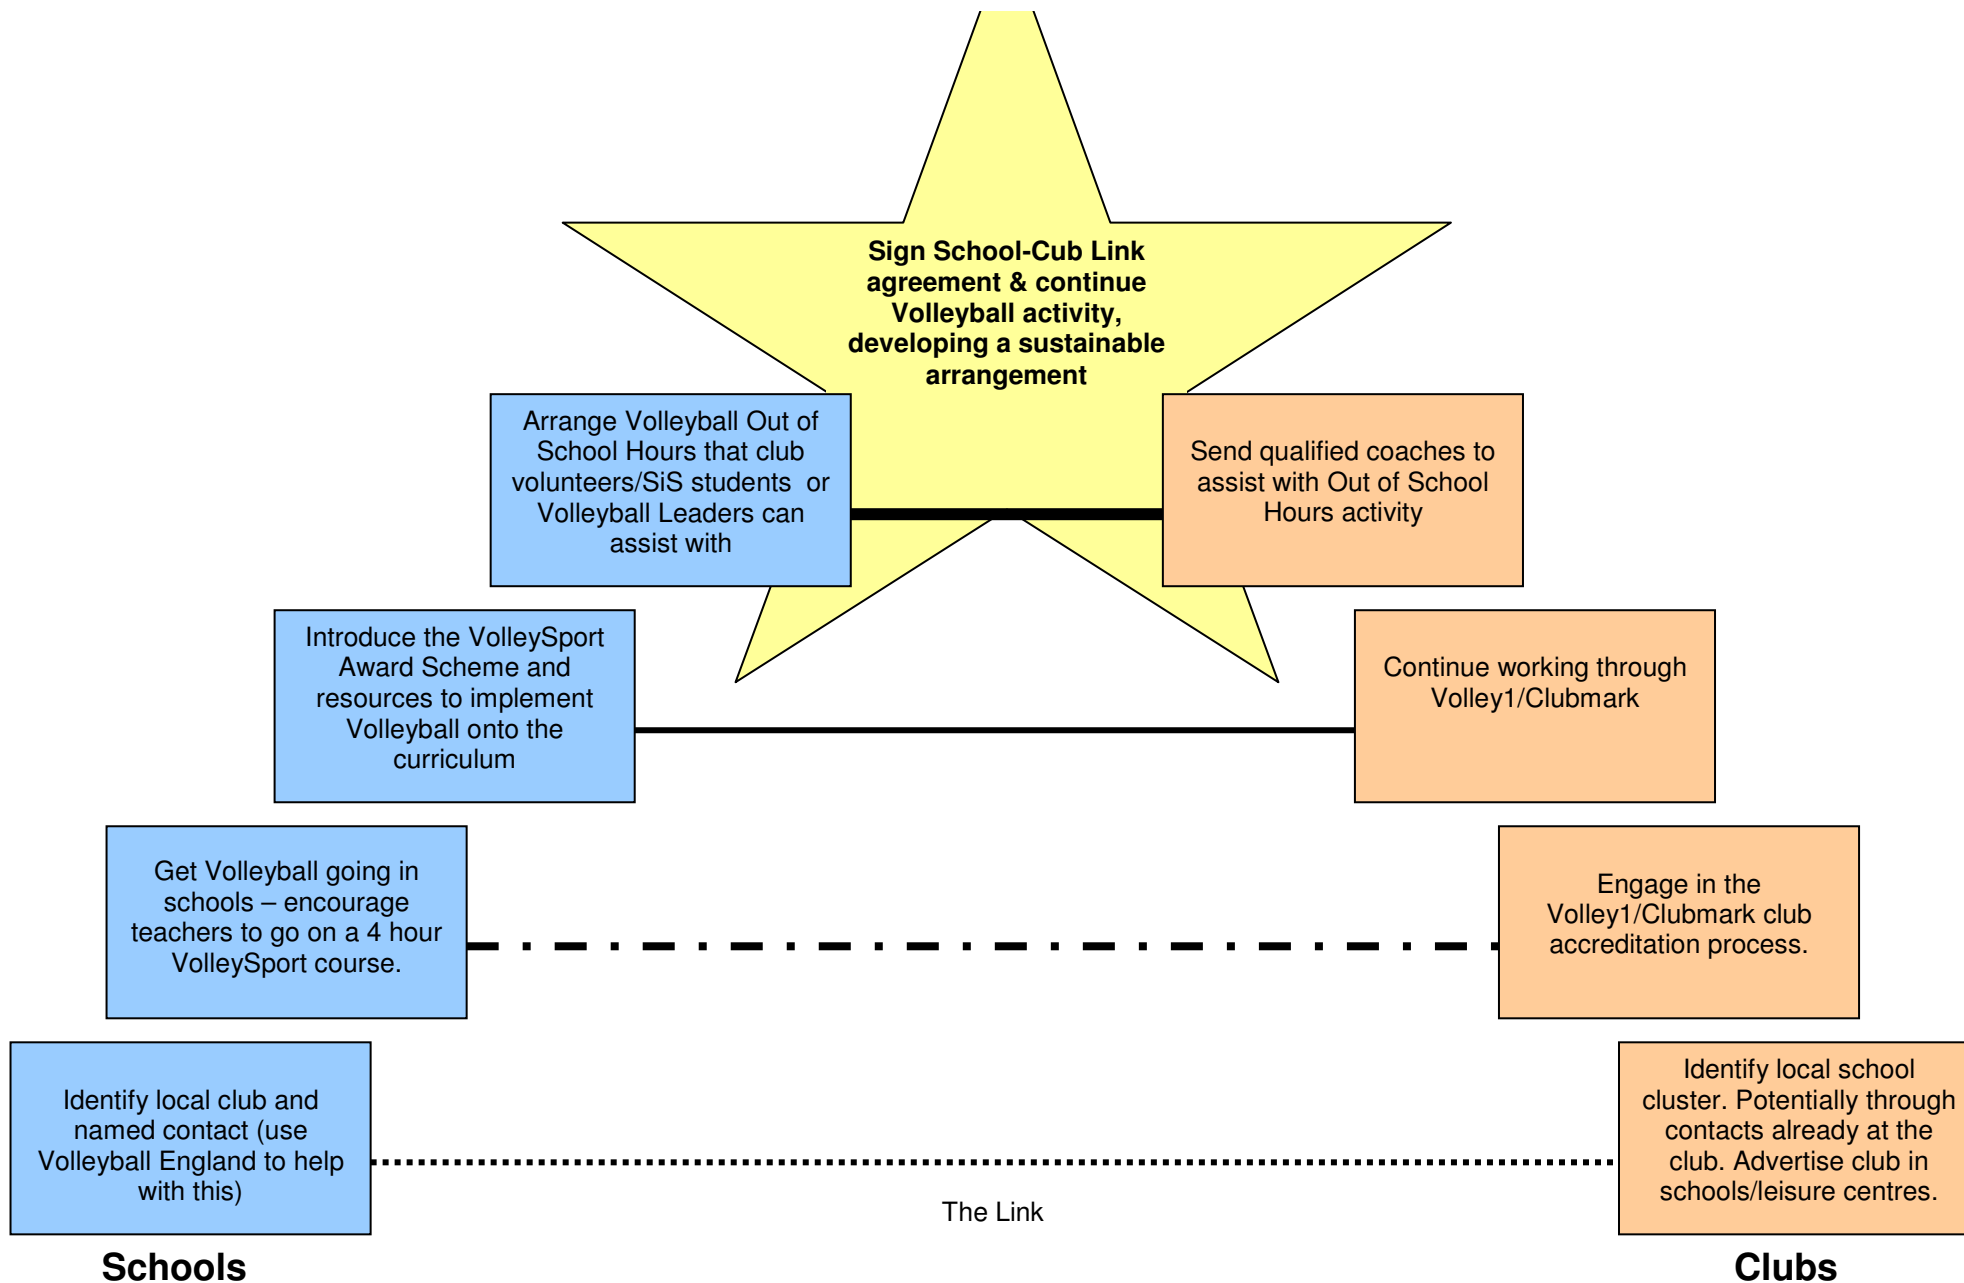 Sign School-Cub Link
agreement & continue
Volleyball activity,
developing a sustainable
arrangement
Arrange Volleyball Out of
School Hours that club
volunteers/SiS students  or
Volleyball Leaders can
assist with
Send qualified coaches to
assist with Out of School
Hours activity
Introduce the VolleySport
Award Scheme and
resources to implement
Volleyball onto the
curriculum
Continue working through
Volley1/Clubmark
Get Volleyball going in
schools – encourage
teachers to go on a 4 hour
VolleySport course.
Engage in the
Volley1/Clubmark club
accreditation process.
Identify local club and
named contact (use
Volleyball England to help
with this)
Identify local school
cluster. Potentially through
contacts already at the
club. Advertise club in
schools/leisure centres.
The Link
Schools
Clubs